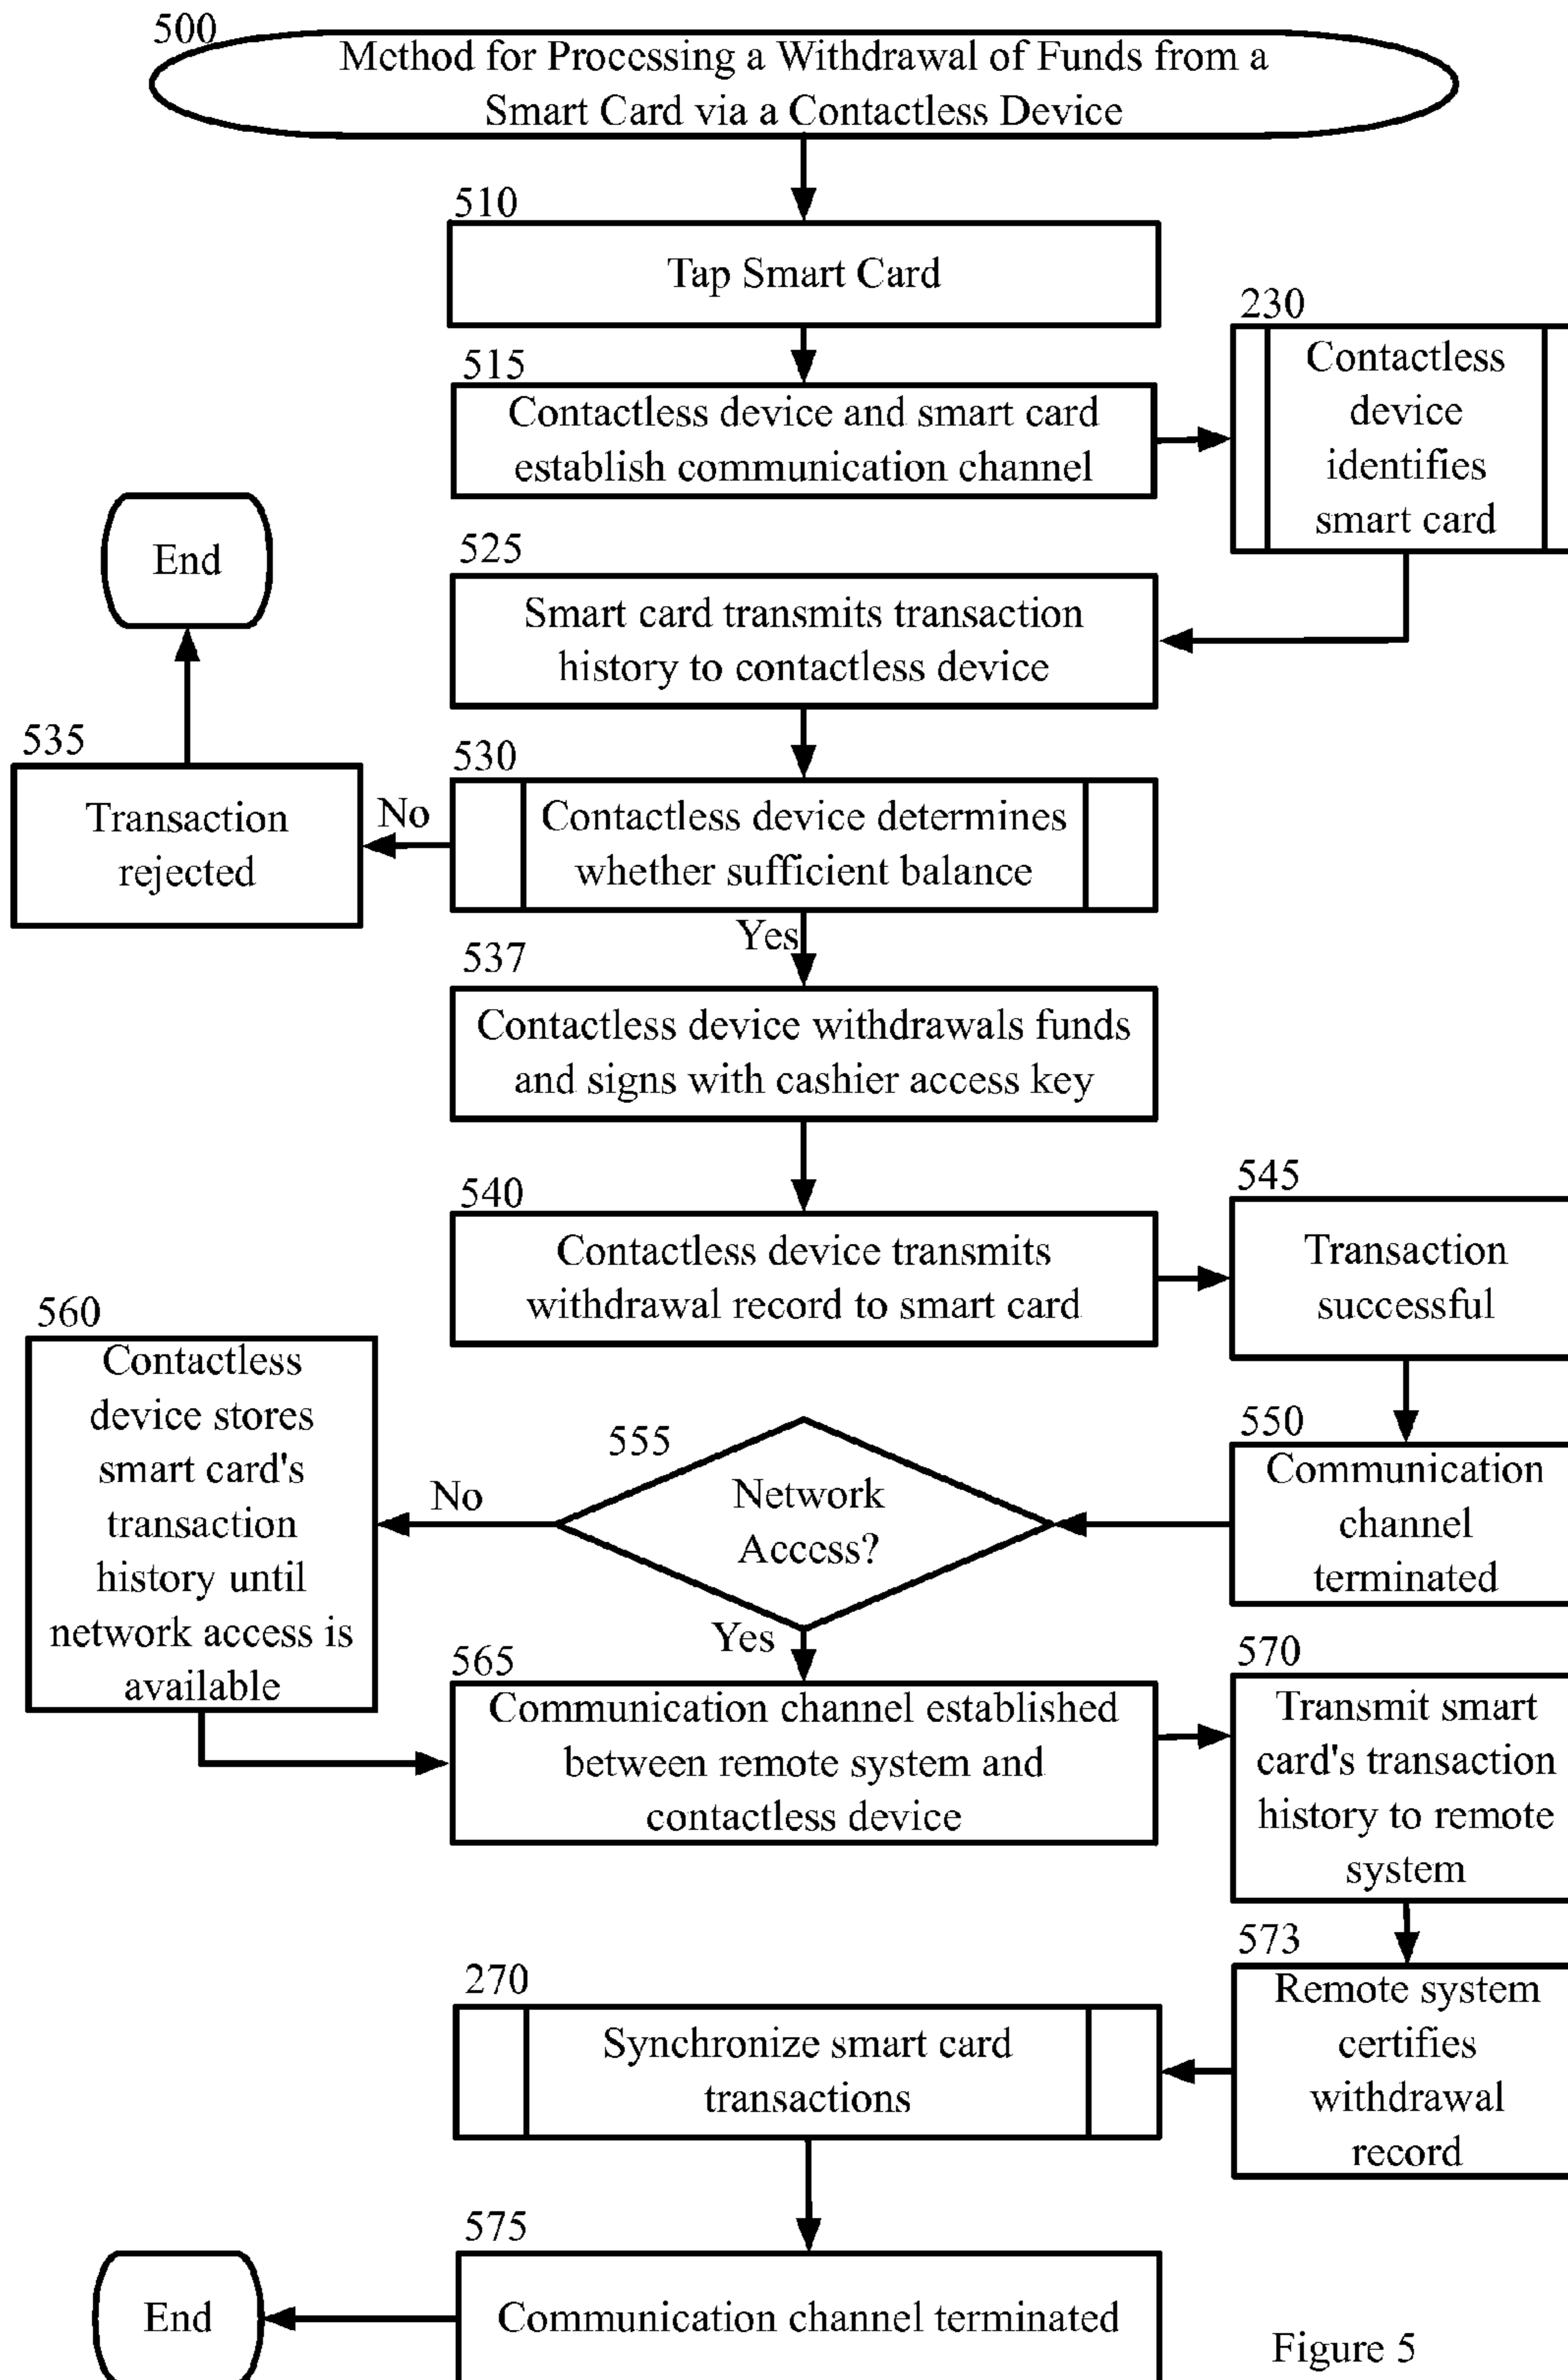 500
Method for Processing a Withdrawal of Funds from a
Smart Card via a Contactless Device
510
Tap Smart Card
515
Contactless device and smart card
establish communication channel
230
Contactless
device
identifies
smart card
End
525
Smart card transmits transaction
history to contactless device
535
Transaction
rejected
No
530
Contactless device determines
whether sufficient balance
Yes
537
Contactless device withdrawals funds
and signs with cashier access key
540
Contactless device transmits
withdrawal record to smart card
545
Transaction
successful
550
Communication
channel
terminated
555
Network
Access?
No
560
Contactless
device stores
smart card's
transaction
history until
network access is
available
Yes
565
Communication channel established
between remote system and
contactless device
570
Transmit smart
card's transaction
history to remote
system
573
Remote system
certifies
withdrawal
record
270
Synchronize smart card
transactions
575
Communication channel terminated
End
Figure 5